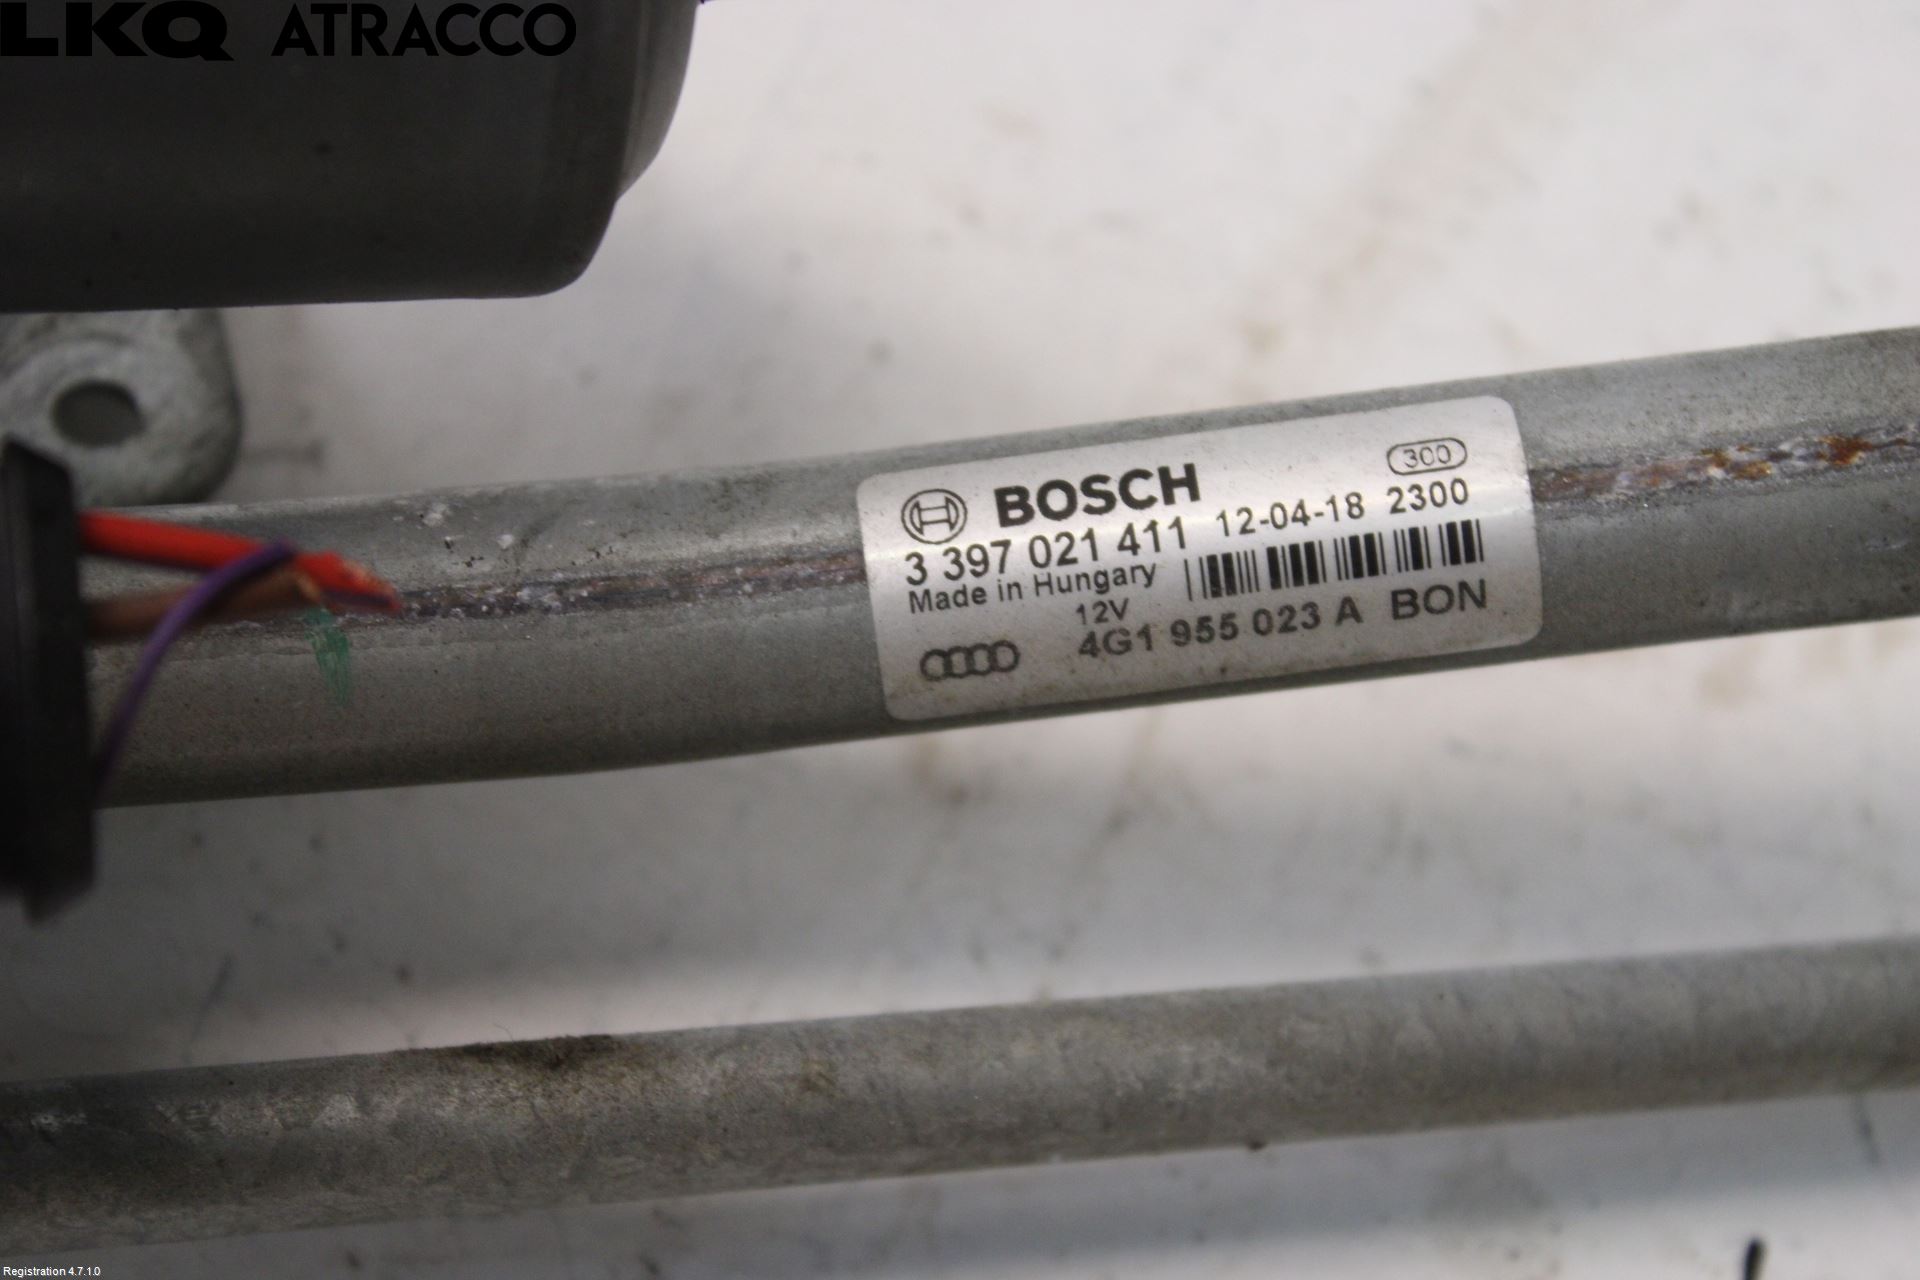 LKQ ATRACCO
300
BOSCH
3 397 021 411 12-04-18 2300
Made in Hungary
12V
4G1 955 023 A BON
Registration 4.7.1.0